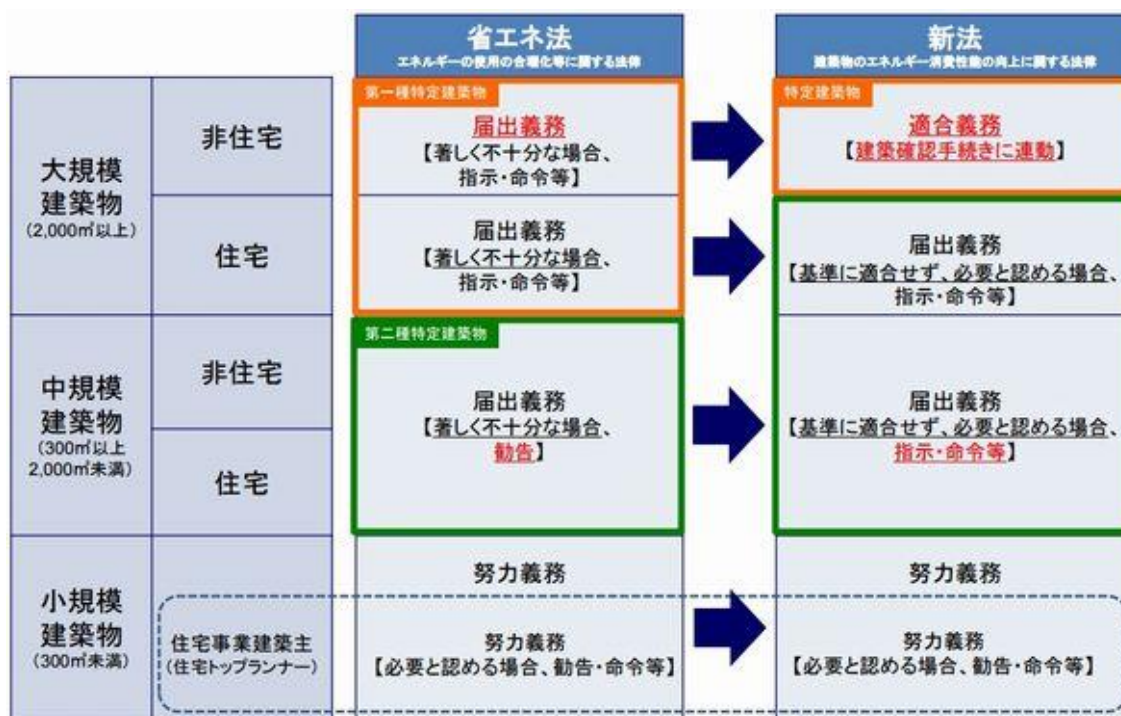 省エネ法
エネルギーの使用の合理化等に関する法律
新法
建築物のエネルギー消費性能の向上に関する法律
大規模
建築物
(2,000㎡以上)
非住宅
第一種特定建築物
届出義務
【著しく不十分な場合、
指示・命令等】
特定建築物
適合義務
【建築確認手続きに連動】
住宅
届出義務
【著しく不十分な場合、
指示・命令等】
届出義務
【基準に適合せず、必要と認める場合、
指示・命令等】
中規模
建築物
(300㎡以上
2,000㎡未満)
非住宅
住宅
第二種特定建築物
届出義務
【著しく不十分な場合、
勧告】
届出義務
【基準に適合せず、必要と認める場合、
指示・命令等】
小規模
建築物
(300㎡未満)
努力義務
努力義務
住宅事業建築主
(住宅トップランナー)
努力義務
【必要と認める場合、勧告・命令等】
努力義務
【必要と認める場合、勧告・命令等】